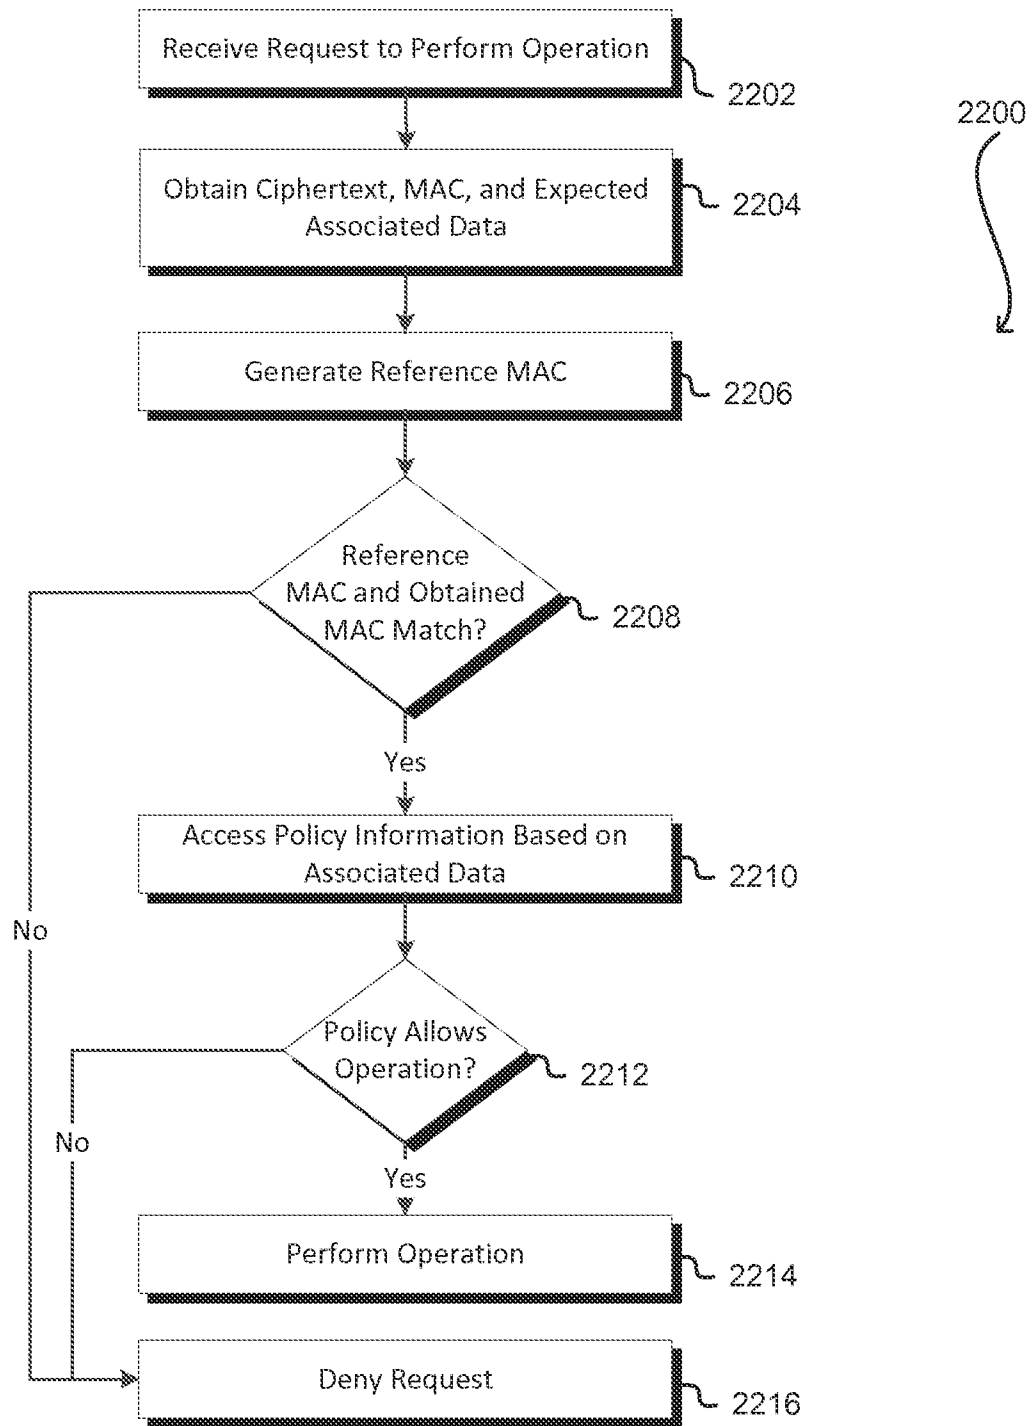 Receive Request to Perform Operation
2202
2200
Obtain Ciphertext, MAC, and Expected
Associated Data
2204
Generate Reference MAC
2206
Reference
MAC and Obtained
MAC Match?
2208
Yes
Access Policy Information Based on
Associated Data
2210
No
Policy Allows
Operation?
2212
No
Yes
Perform Operation
2214
Deny Request
2216